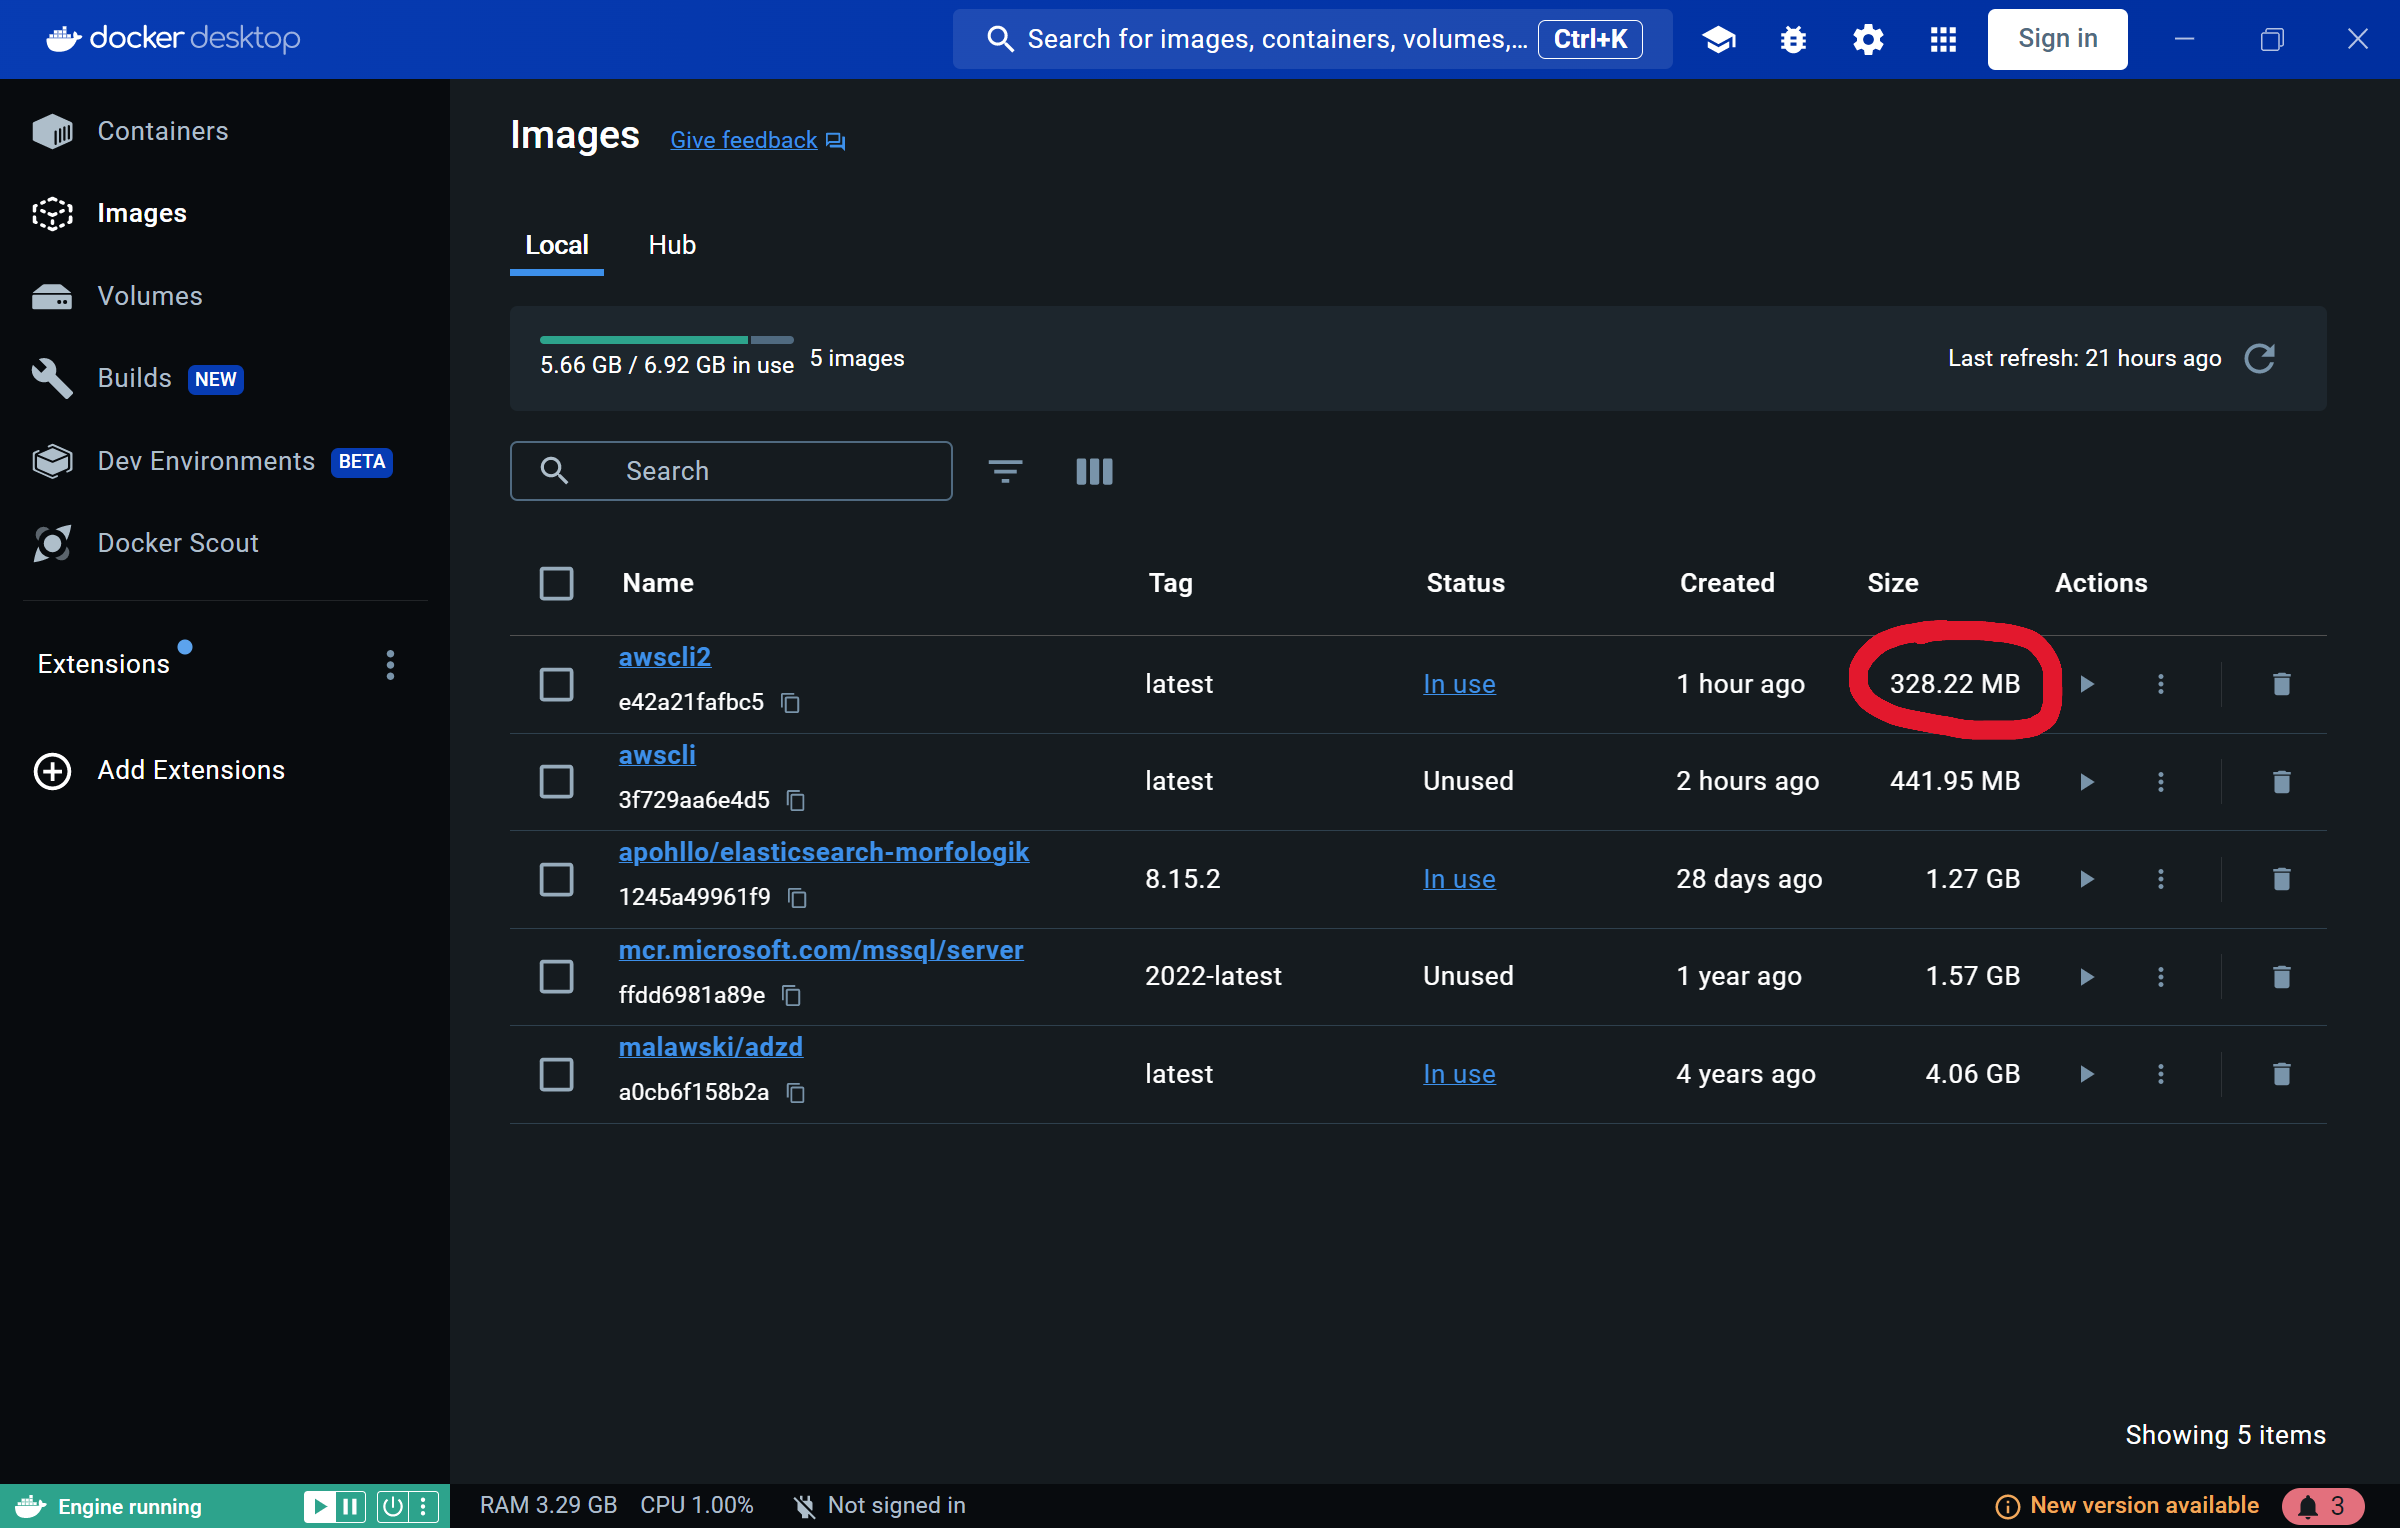 docker desktop
Search for images, containers, volumes,... Ctrl+K
Sign in
Containers
Images
Volumes
Builds NEW
Dev Environments BETA
Docker Scout
Extensions
Add Extensions
Images Give feedback
Local Hub
5.66 GB / 6.92 GB in use 5 images
Last refresh: 21 hours ago
Search
Name Tag Status Created Size Actions
awscli2
e42a21fafbc5
latest In use 1 hour ago 328.22 MB
awscli
3f729aa6e4d5
latest Unused 2 hours ago 441.95 MB
apohllo/elasticsearch-morfologik
1245a49961f9
8.15.2 In use 28 days ago 1.27 GB
mcr.microsoft.com/mssql/server
ffdd6981a89e
2022-latest Unused 1 year ago 1.57 GB
malawski/adzd
a0cb6f158b2a
latest In use 4 years ago 4.06 GB
Showing 5 items
Engine running
RAM 3.29 GB CPU 1.00% Not signed in
New version available 3